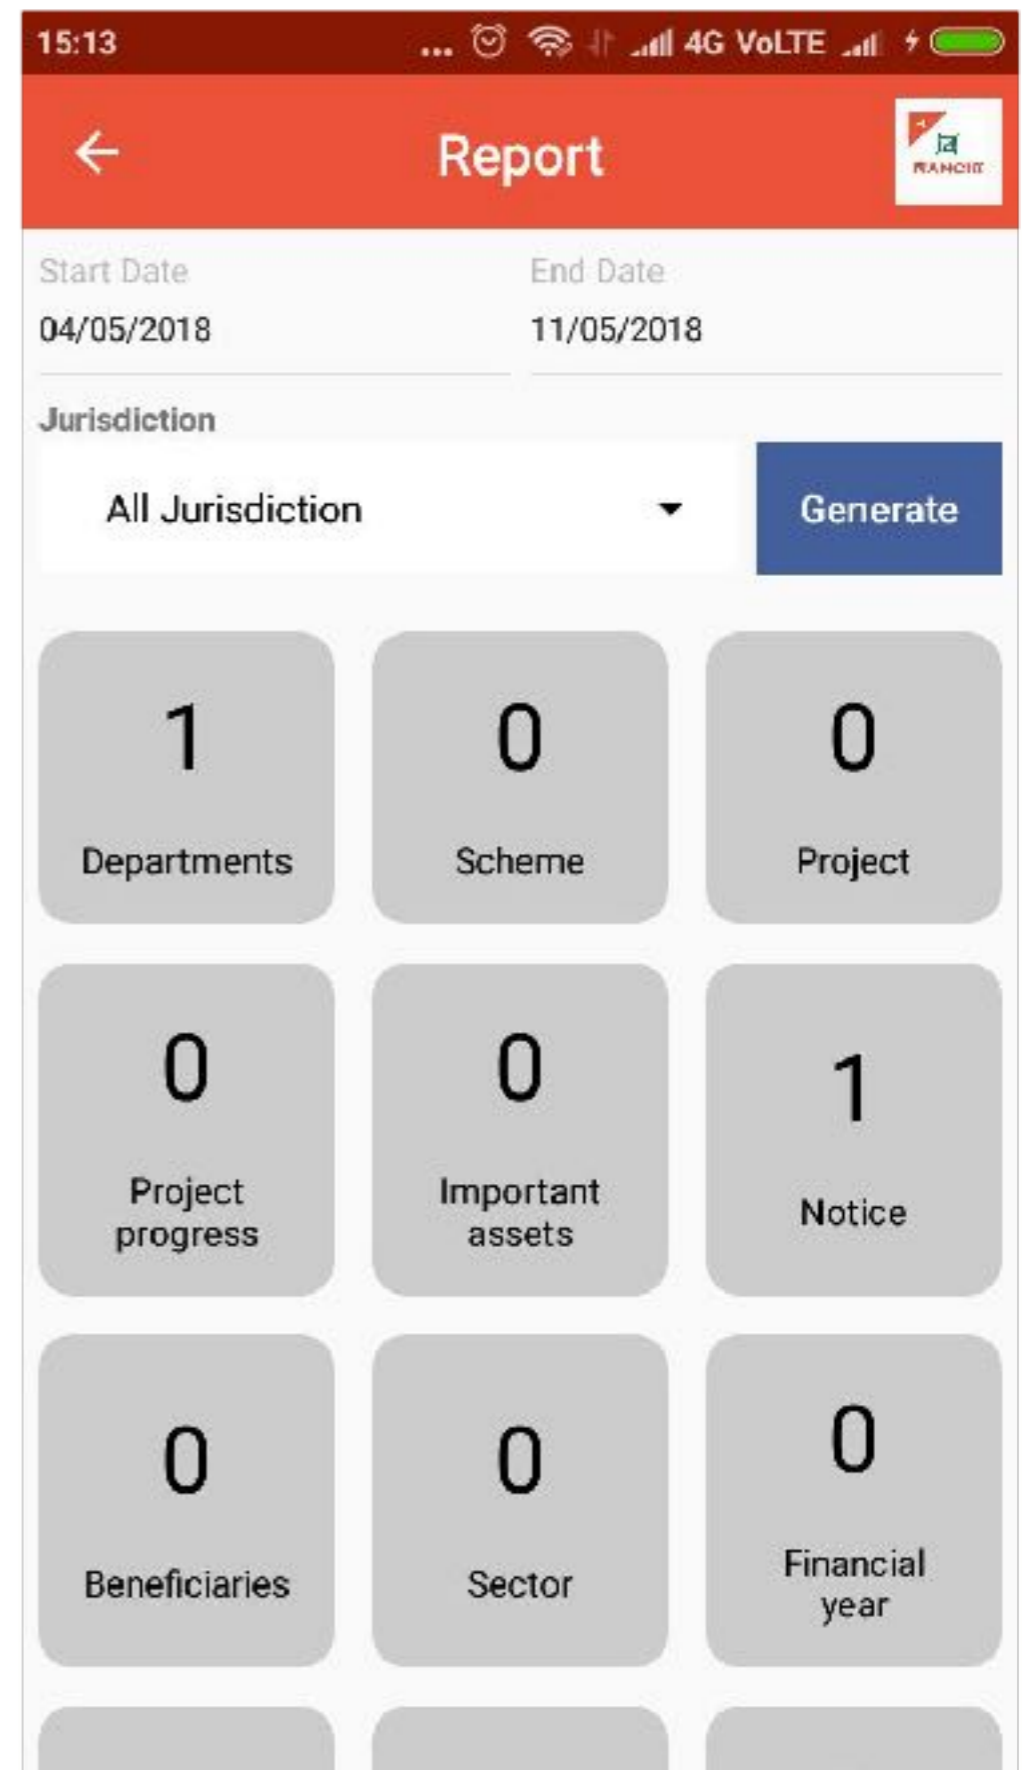 15:13 ... 4G VoLTE
Report
RANCHI
Start Date End Date
04/05/2018 11/05/2018
Jurisdiction
All Jurisdiction Generate
1 0 0
Departments Scheme Project
0 0 1
Project progress Important assets Notice
0 0 0
Beneficiaries Sector Financial year